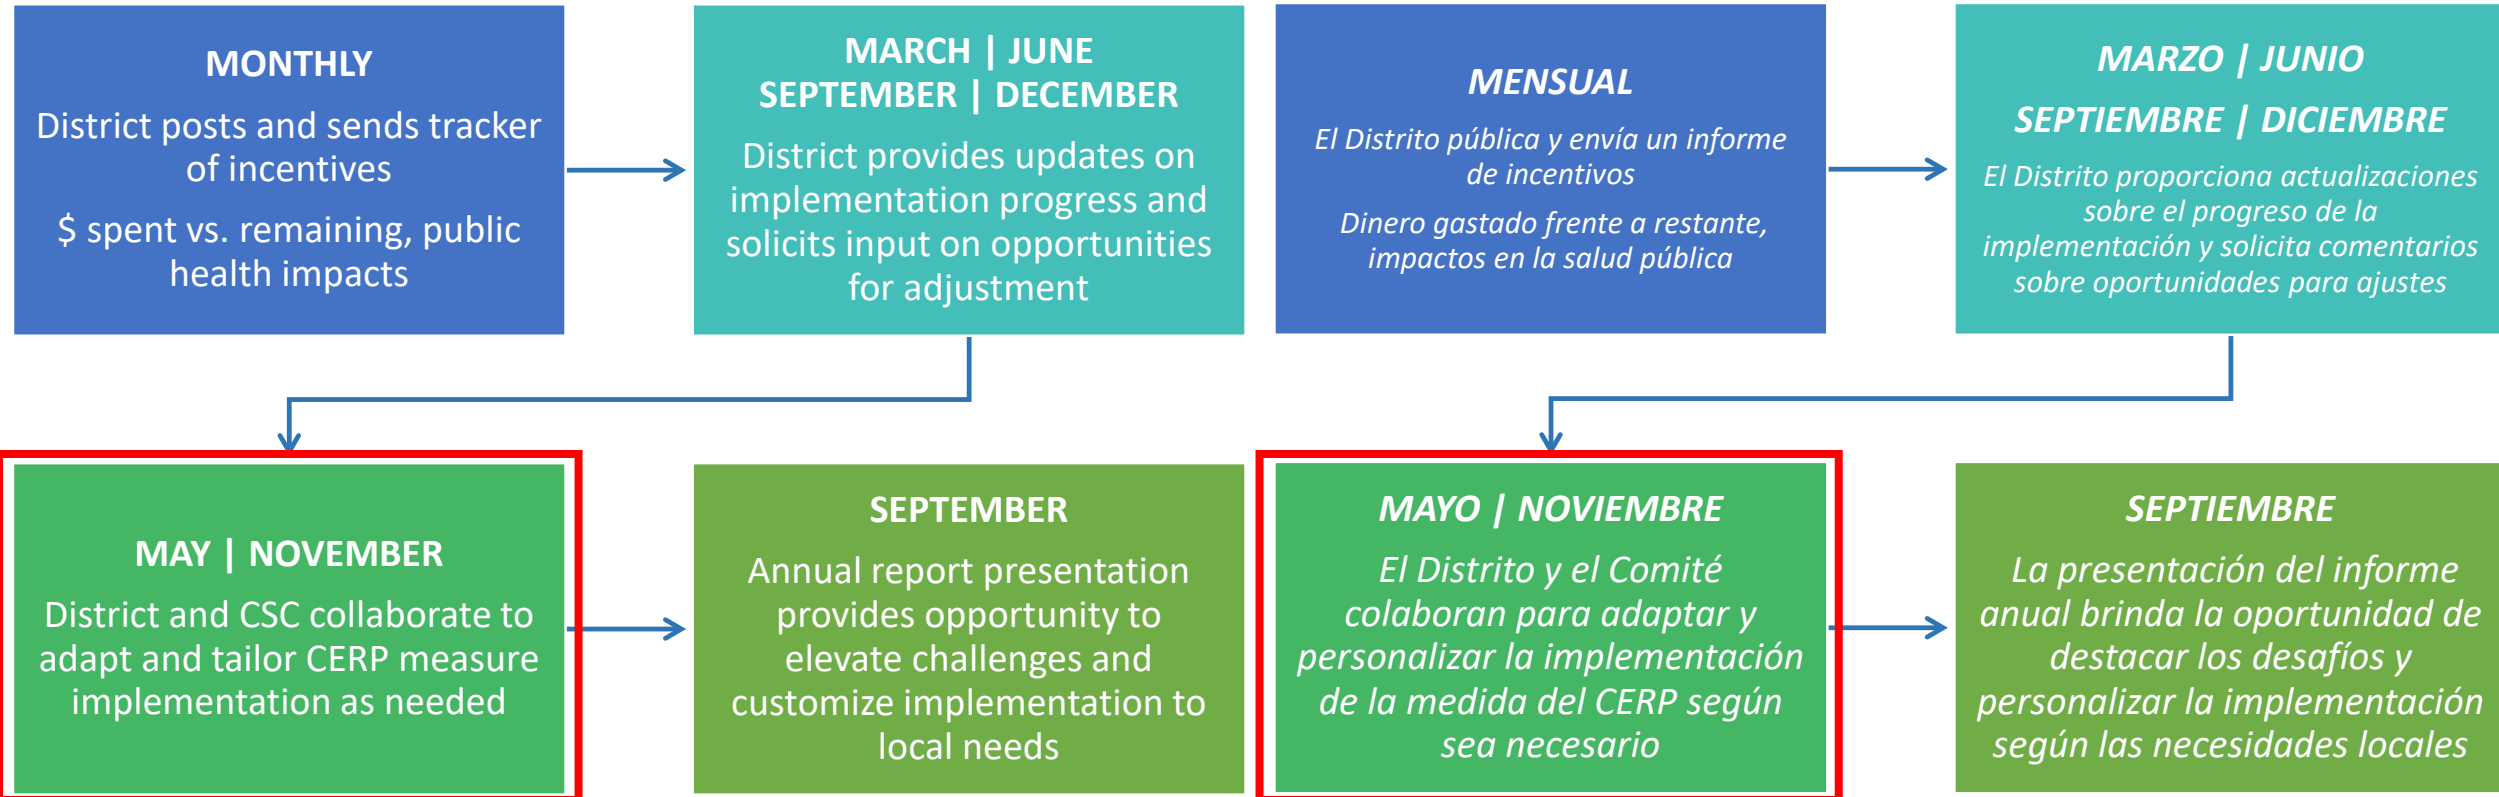 MONTHLY
District posts and sends tracker
of incentives
$ spent vs. remaining, public
health impacts
MARCH | JUNE
SEPTEMBER | DECEMBER
District provides updates on
implementation progress and
solicits input on opportunities
for adjustment
MAY | NOVEMBER
District and CSC collaborate to
adapt and tailor CERP measure
implementation as needed
SEPTEMBER
Annual report presentation
provides opportunity to
elevate challenges and
customize implementation to
local needs
MENSUAL
El Distrito pública y envía un informe
de incentivos
Dinero gastado frente a restante,
impactos en la salud pública
MARZO | JUNIO
SEPTIEMBRE | DICIEMBRE
El Distrito proporciona actualizaciones
sobre el progreso de la
implementación y solicita comentarios
sobre oportunidades para ajustes
MAYO | NOVIEMBRE
El Distrito y el Comité
colaboran para adaptar y
personalizar la implementación
de la medida del CERP según
sea necesario
SEPTIEMBRE
La presentación del informe
anual brinda la oportunidad de
destacar los desafíos y
personalizar la implementación
según las necesidades locales